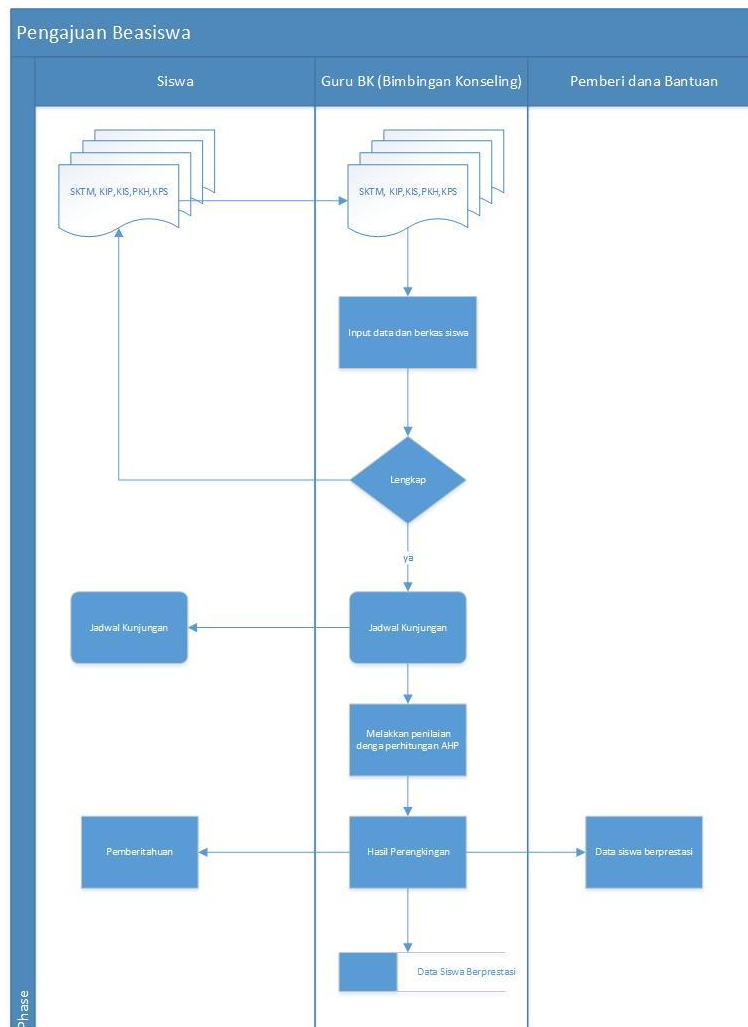 Pengajuan Beasiswa
Siswa
Guru BK (Bimbingan Konseling)
Pemberi dana Bantuan
SKTM, KIP,KIS,PKH,KPS
SKTM, KIP,KIS,PKH,KPS
Input data dan berkas siswa
Lengkap
ya
Jadwal Kunjungan
Jadwal Kunjungan
Melakkan penilaian
denga perhitungan AHP
Pemberitahuan
Hasil Perengkingan
Data siswa berprestasi
Data Siswa Berprestasi
Phase